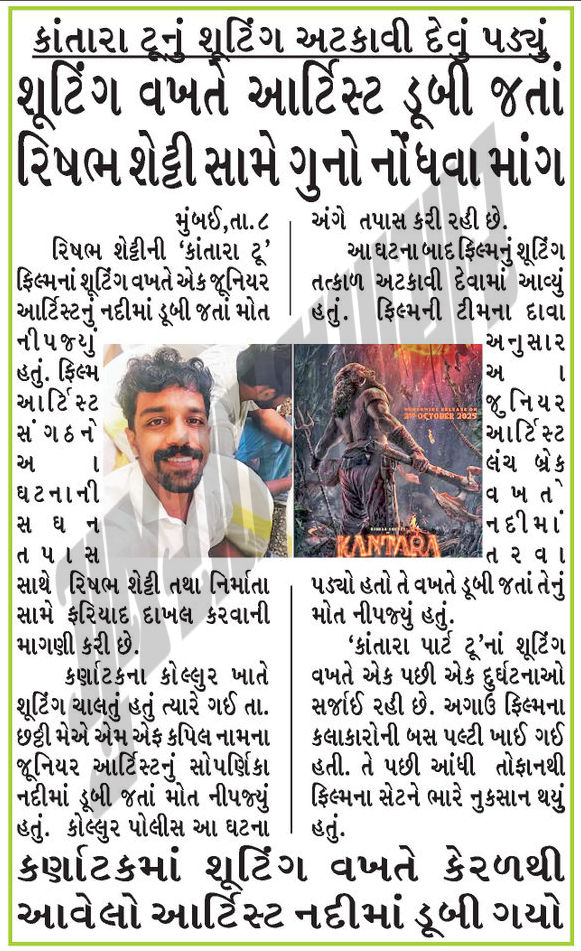 કાંતારા ટૂનું શૂટિંગ અટકાવી દેવું પડ્યું
શૂટિંગ વખતે આર્ટિસ્ટ ડૂબી જતાં
રિષભ શેટ્ટી સામે ગુનો નોંધવા માંગ
મુંબઈ,તા.૮
રિષભ શેટ્ટીની ‘કાંતારા ટૂ’
ફિલ્મનાં શૂટિંગ વખતે એક જૂનિયર
આર્ટિસ્ટનું નદીમાં ડૂબી જતાં મોત
નીપજ્યું
હતું. ફિલ્મ
આર્ટિસ્ટ
સંગઠને
આ
ઘટનાની
સઘન
તપાસ
સાથે રિષભ શેટ્ટી તથા નિર્માતા
સામે ફરિયાદ દાખલ કરવાની
માગણી કરી છે.
કર્ણાટકના કોલ્લુર ખાતે
શૂટિંગ ચાલતું હતું ત્યારે ગઈ તા.
છઠ્ઠી મેએ એમ એફ કપિલ નામના
જૂનિયર આર્ટિસ્ટનું સોપર્ણિકા
નદીમાં ડૂબી જતાં મોત નીપજ્યું
હતું. કોલ્લુર પોલીસ આ ઘટના
અંગે તપાસ કરી રહી છે.
આ ઘટના બાદ ફિલ્મનું શૂટિંગ
તત્કાળ અટકાવી દેવામાં આવ્યું
હતું. ફિલ્મની ટીમના દાવા
અનુસાર
આ
જુનિયર
આર્ટિસ્ટ
લંચ બ્રેક
વખતે
નદીમાં
તરવા
પડ્યો હતો તે વખતે ડૂબી જતાં તેનું
મોત નીપજ્યું હતું.
‘કાંતારા પાર્ટ ટૂ’નાં શૂટિંગ
વખતે એક પછી એક દુર્ઘટનાઓ
સર્જાઈ રહી છે. અગાઉ ફિલ્મના
કલાકારોની બસ પલ્ટી ખાઈ ગઈ
હતી. તે પછી આંધી તોફાનથી
ફિલ્મના સેટને ભારે નુકસાન થયું
હતું.
WORLDWIDE RELEASE ON
2ND OCTOBER 2025
KANTARA
કર્ણાટકમાં શૂટિંગ વખતે કેરળથી
આવેલો આર્ટિસ્ટ નદીમાં ડૂબી ગયો